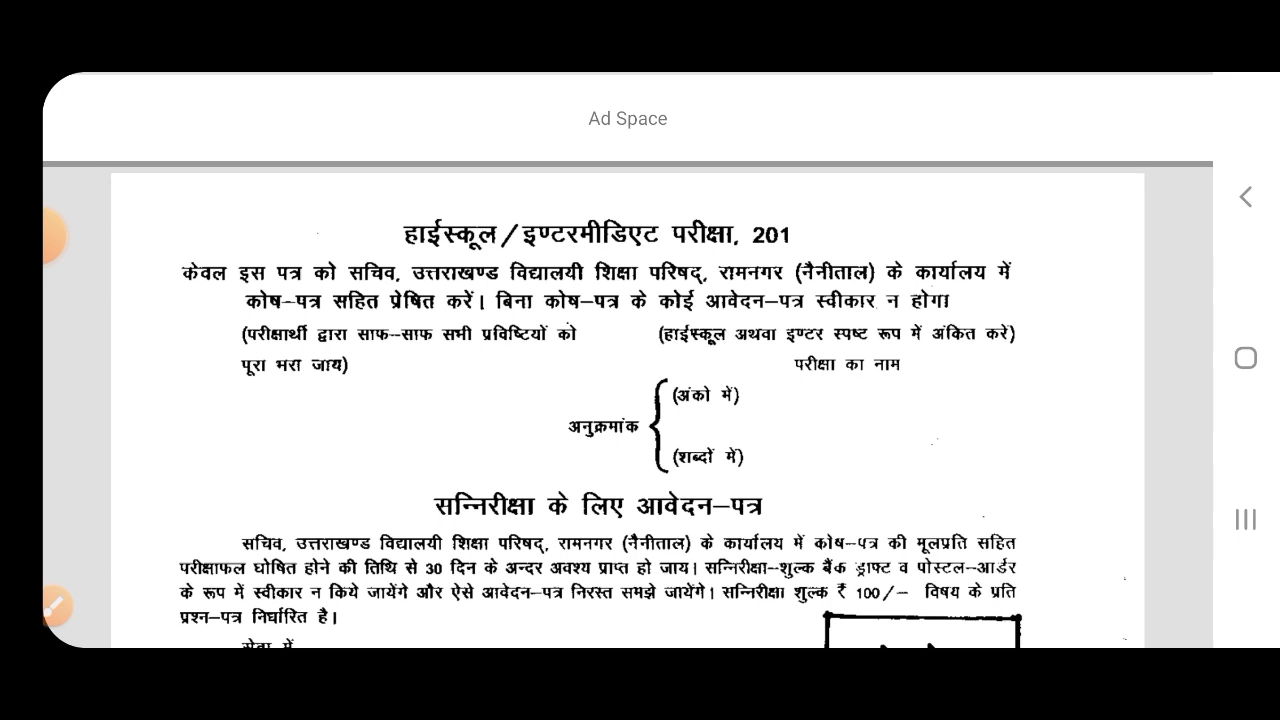 Ad Space
हाईस्कूल/इण्टरमीडिएट परीक्षा, 201
केवल इस पत्र को सचिव, उत्तराखण्ड विद्यालयी शिक्षा परिषद्, रामनगर (नैनीताल) के कार्यालय में
कोष–पत्र सहित प्रेषित करें। बिना कोष–पत्र के कोई आवेदन–पत्र स्वीकार न होगा
(परीक्षार्थी द्वारा साफ–साफ सभी प्रविष्टियों को
पूरा भरा जाय)
(हाईस्कूल अथवा इण्टर स्पष्ट रूप में अंकित करें)
परीक्षा का नाम
(अंको में)
अनुक्रमांक
(शब्दों में)
सन्निरीक्षा के लिए आवेदन–पत्र
सचिव, उत्तराखण्ड विद्यालयी शिक्षा परिषद्, रामनगर (नैनीताल) के कार्यालय में कोष–पत्र की मूलप्रति सहित
परीक्षाफल घोषित होने की तिथि से 30 दिन के अन्दर अवश्य प्राप्त हो जाय। सन्निरीक्षा–शुल्क बैंक ड्राफ्ट व पोस्टल–आर्डर
के रूप में स्वीकार न किये जायेंगे और ऐसे आवेदन–पत्र निरस्त समझे जायेंगे। सन्निरीक्षा शुल्क ₹ 100/– विषय के प्रति
प्रश्न–पत्र निर्घारित है।
सेवा में